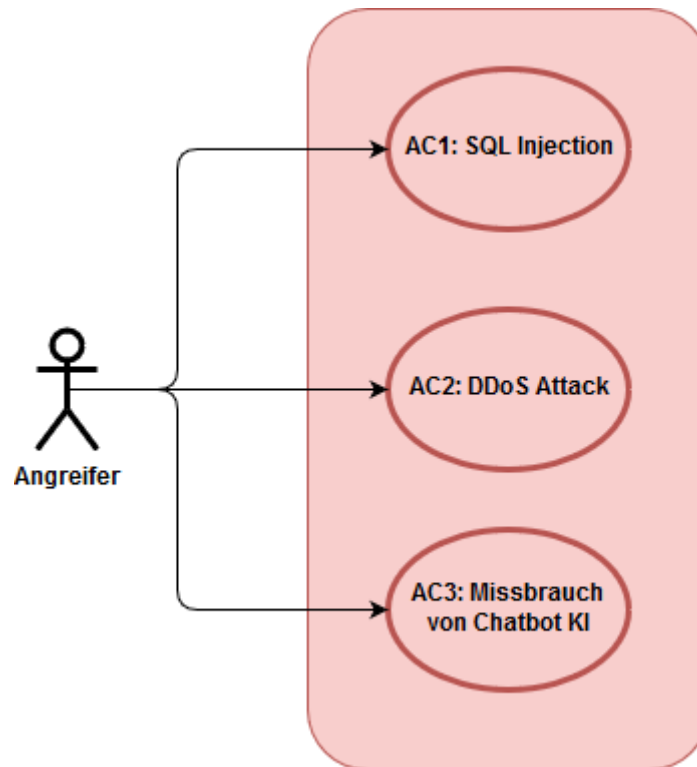 AC1: SQL Injection
AC2: DDoS Attack
Angreifer
AC3: Missbrauch
von Chatbot KI